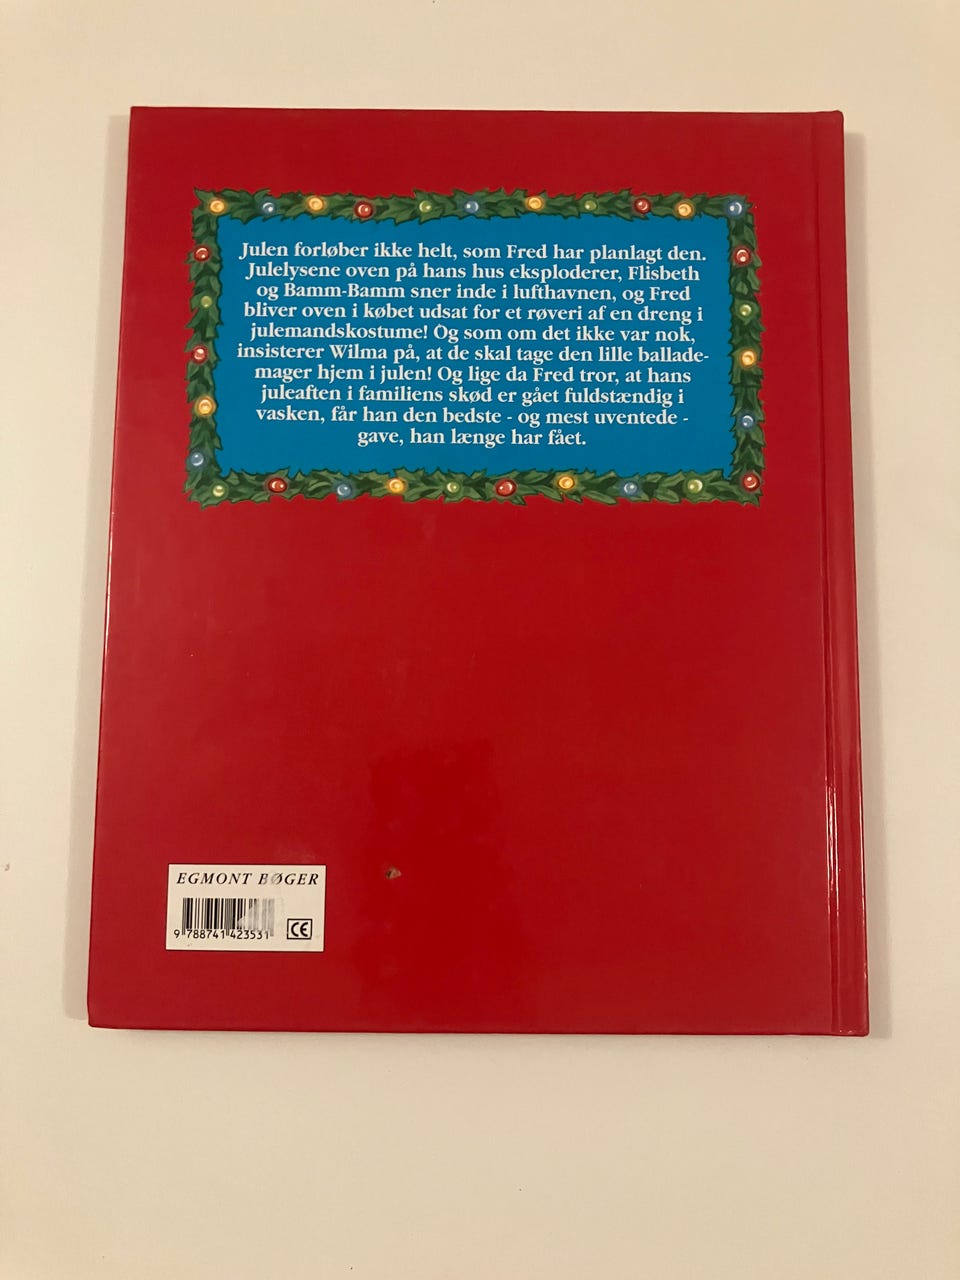 Julen forløber ikke helt, som Fred har planlagt den.
Julelysene oven på hans hus eksploderer, Flisbeth
og Bamm-Bamm sner inde i lufthavnen, og Fred
bliver oven i købet udsat for et røveri af en dreng i
julemandskostume! Og som om det ikke var nok,
insisterer Wilma på, at de skal tage den lille ballade-
mager hjem i julen! Og lige da Fred tror, at hans
juleaften i familiens skød er gået fuldstændig i
vasken, får han den bedste - og mest uventede -
gave, han længe har fået.
EGMONT BØGER
9 788741 423531
CE